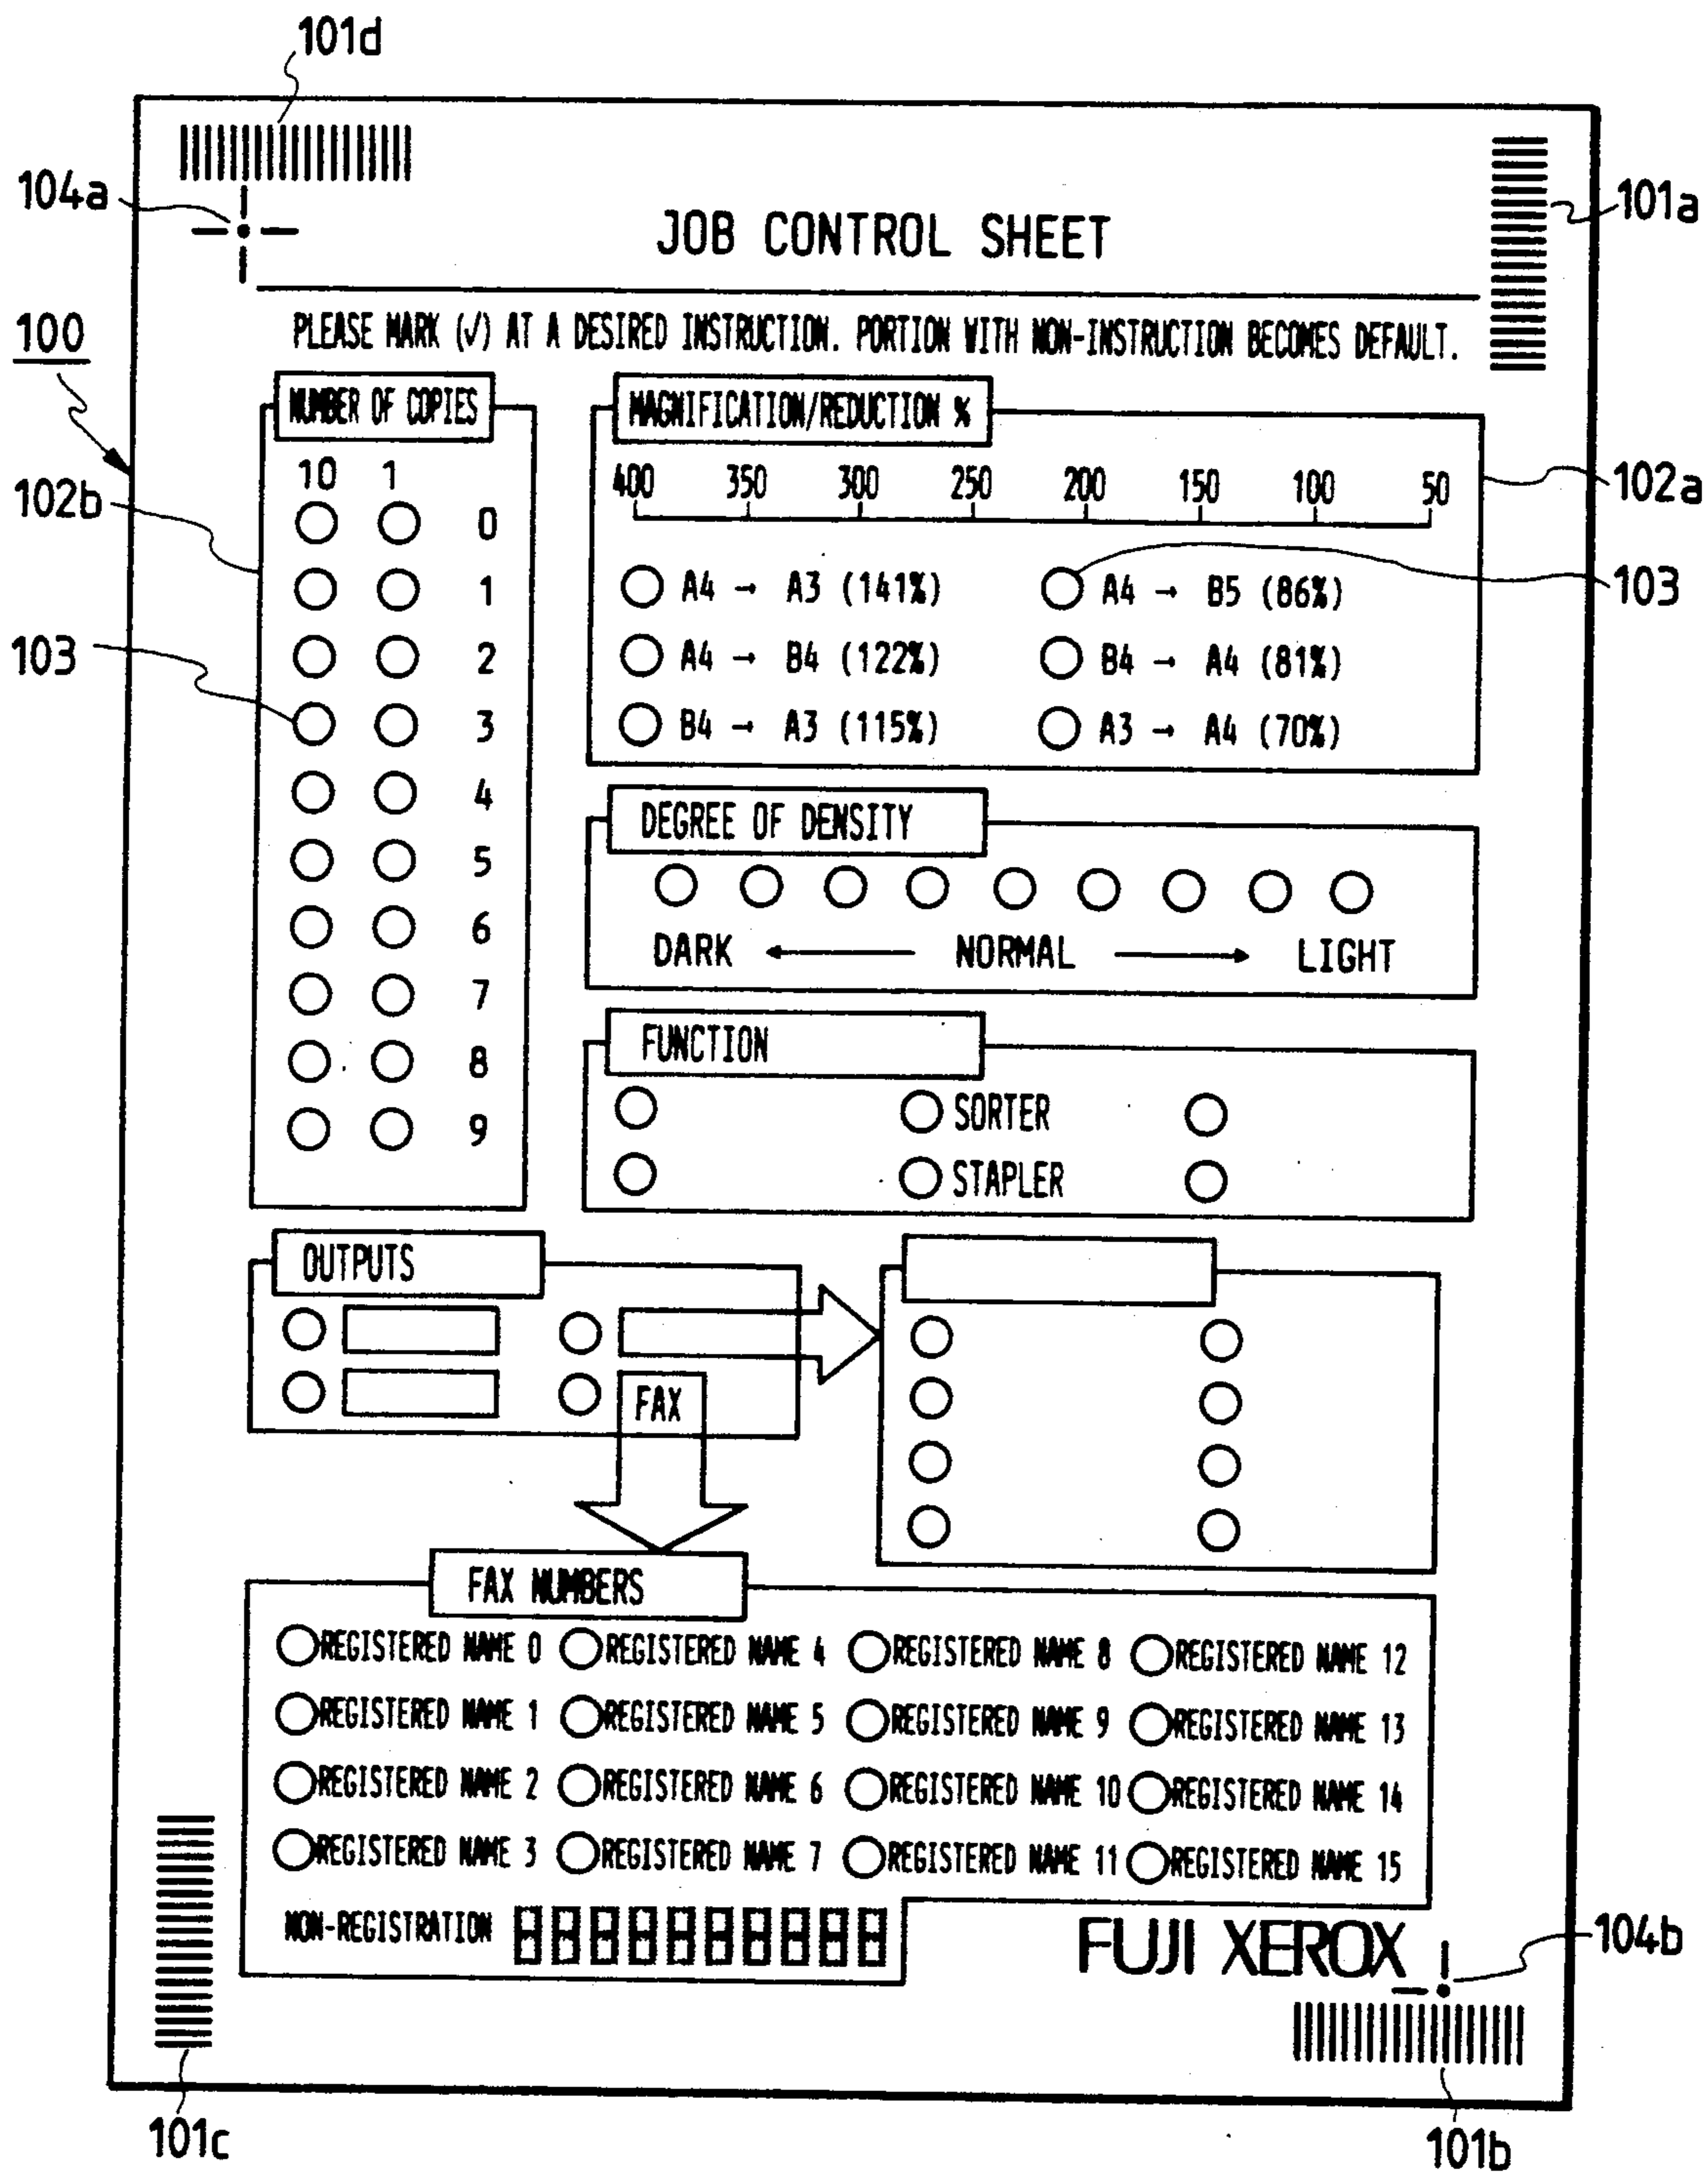 101d
104a
101a
JOB CONTROL SHEET
100
PLEASE MARK (✓) AT A DESIRED INSTRUCTION. PORTION WITH NON-INSTRUCTION BECOMES DEFAULT.
NUMBER OF COPIES
10 1
0
1
2
3
4
5
6
7
8
9
102b
103
MAGNIFICATION/REDUCTION %
400 350 300 250 200 150 100 50
A4 → A3 (141%) A4 → B5 (86%)
A4 → B4 (122%) B4 → A4 (81%)
B4 → A3 (115%) A3 → A4 (70%)
102a
103
DEGREE OF DENSITY
DARK ← NORMAL → LIGHT
FUNCTION
SORTER
STAPLER
OUTPUTS
FAX
FAX NUMBERS
REGISTERED NAME 0 REGISTERED NAME 4 REGISTERED NAME 8 REGISTERED NAME 12
REGISTERED NAME 1 REGISTERED NAME 5 REGISTERED NAME 9 REGISTERED NAME 13
REGISTERED NAME 2 REGISTERED NAME 6 REGISTERED NAME 10 REGISTERED NAME 14
REGISTERED NAME 3 REGISTERED NAME 7 REGISTERED NAME 11 REGISTERED NAME 15
NON-REGISTRATION 8888888888
FUJI XEROX
104b
101c
101b